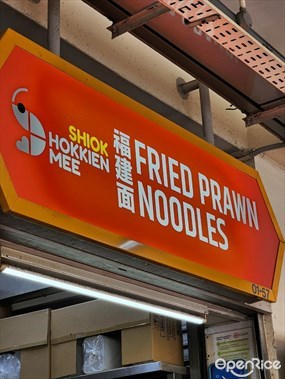 SHIOK
HOKKIEN
MEE
福建面
FRIED PRAWN
NOODLES
01-57
OpenRice